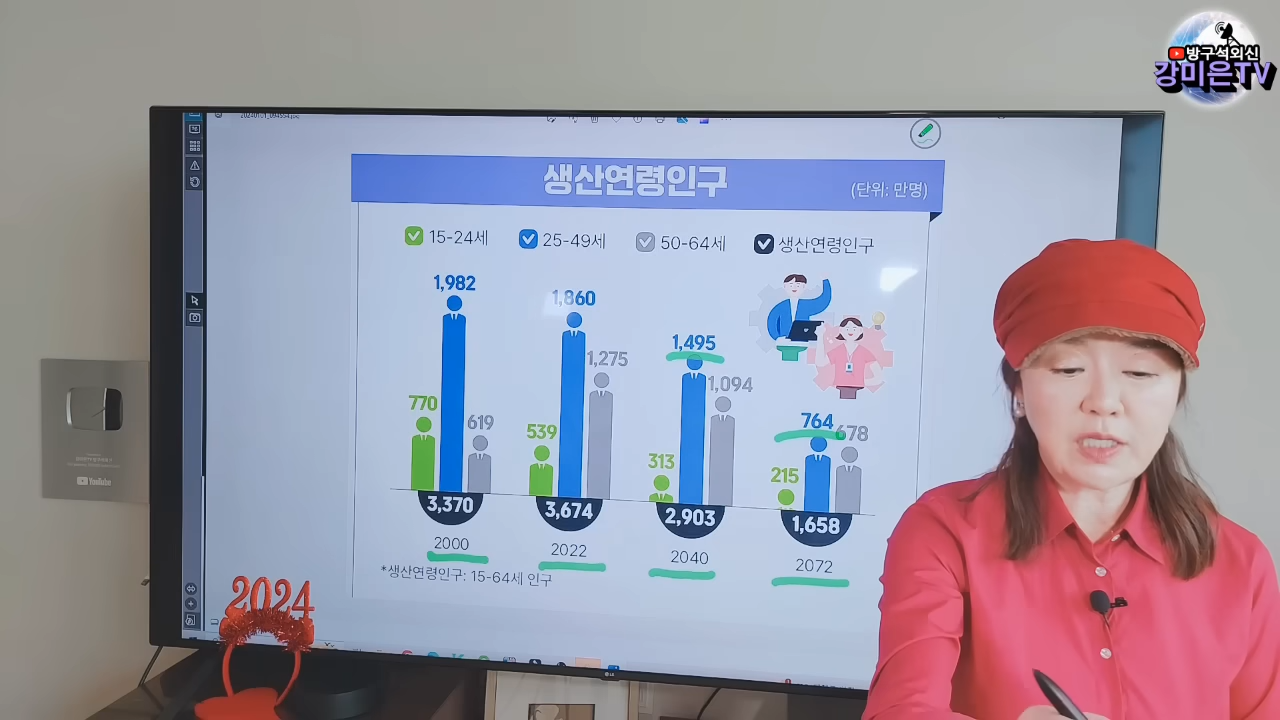 방구석외신
강미은TV
생산연령인구
(단위: 만명)
15-24세 25-49세 50-64세 생산연령인구
1,982
1,860
1,275
1,495
1,094
770
619
539
313
764
678
215
3,370 3,674 2,903 1,658
2000 2022 2040 2072
*생산연령인구: 15-64세 인구
YouTube
2024
LG